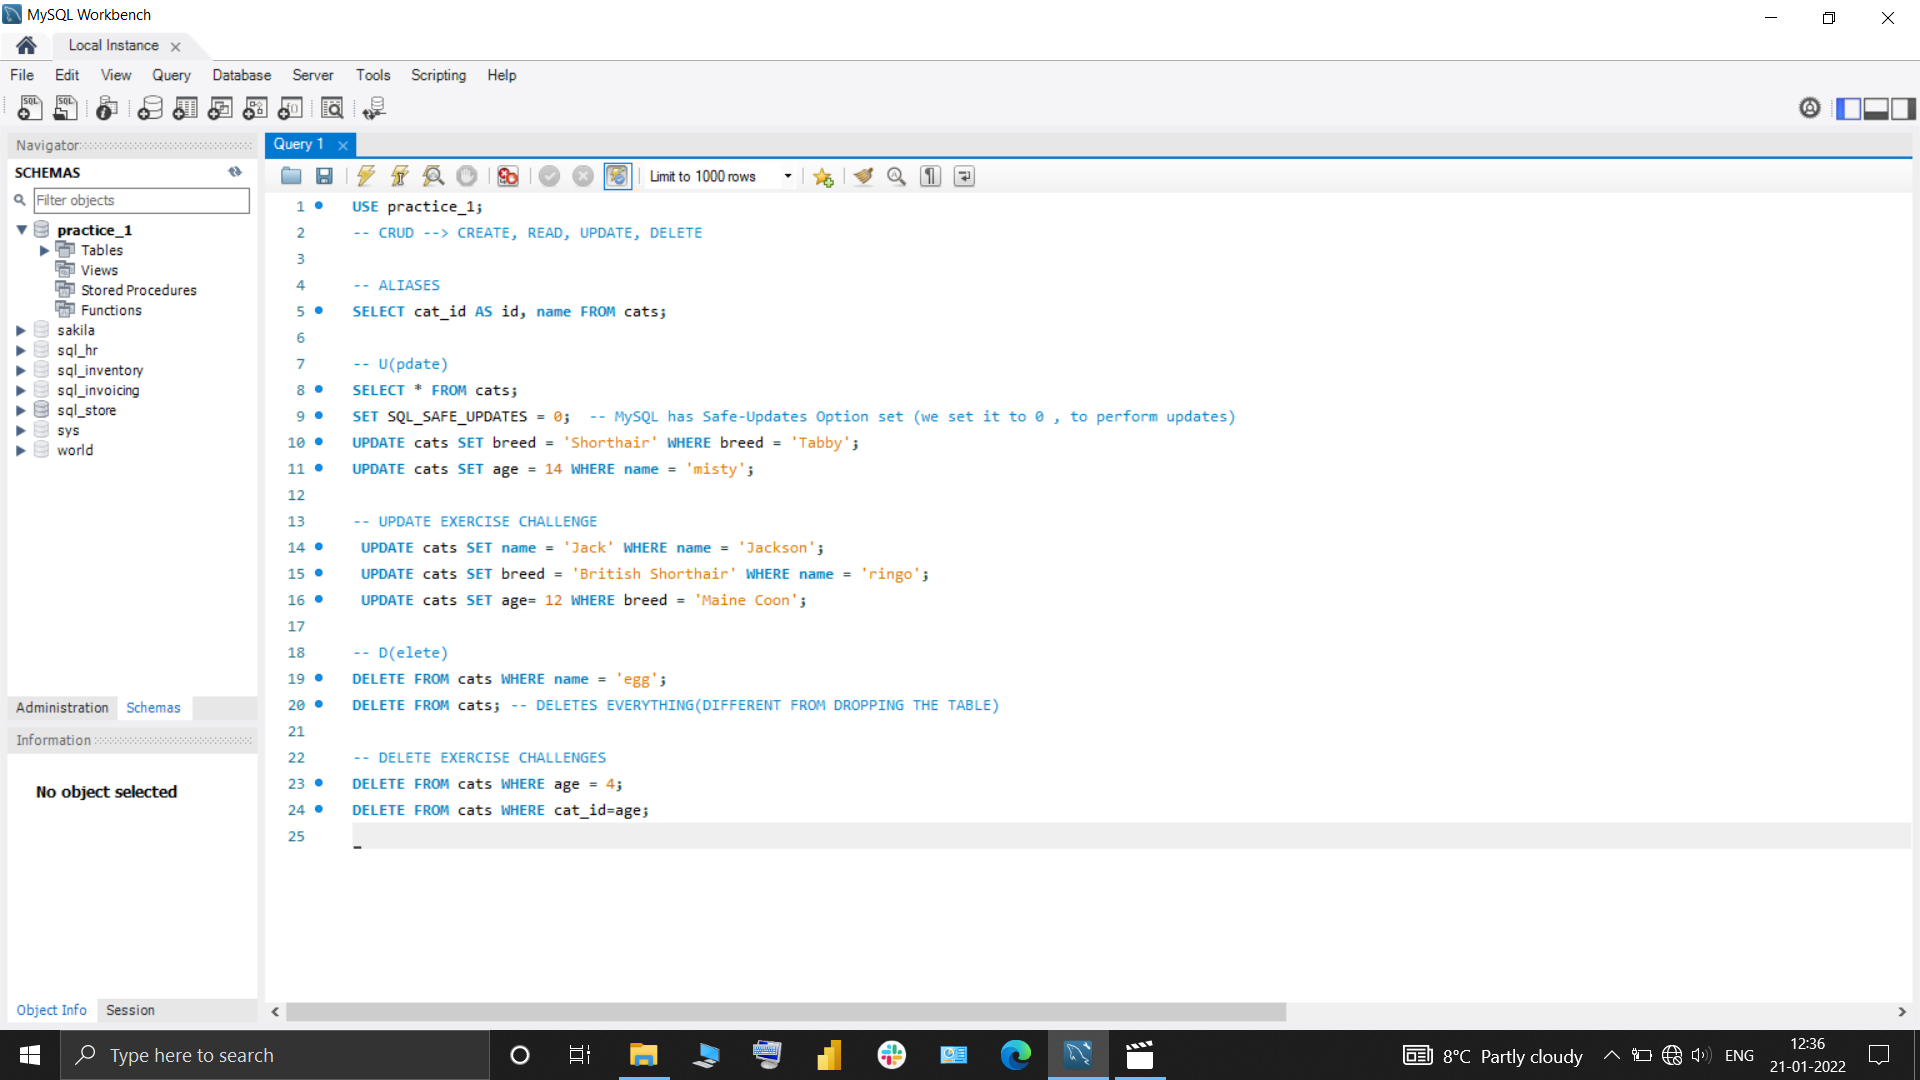 MySQL Workbench
Local Instance
File Edit View Query Database Server Tools Scripting Help
Navigator
SCHEMAS
Filter objects
practice_1
Tables
Views
Stored Procedures
Functions
sakila
sql_hr
sql_inventory
sql_invoicing
sql_store
sys
world
Administration Schemas
Information
No object selected
Object Info Session
Query 1
Limit to 1000 rows
1 USE practice_1;
2 -- CRUD --> CREATE, READ, UPDATE, DELETE
3
4 -- ALIASES
5 SELECT cat_id AS id, name FROM cats;
6
7 -- U(pdate)
8 SELECT * FROM cats;
9 SET SQL_SAFE_UPDATES = 0;  -- MySQL has Safe-Updates Option set (we set it to 0 , to perform updates)
10 UPDATE cats SET breed = 'Shorthair' WHERE breed = 'Tabby';
11 UPDATE cats SET age = 14 WHERE name = 'misty';
12
13 -- UPDATE EXERCISE CHALLENGE
14 UPDATE cats SET name = 'Jack' WHERE name = 'Jackson';
15 UPDATE cats SET breed = 'British Shorthair' WHERE name = 'ringo';
16 UPDATE cats SET age= 12 WHERE breed = 'Maine Coon';
17
18 -- D(elete)
19 DELETE FROM cats WHERE name = 'egg';
20 DELETE FROM cats; -- DELETES EVERYTHING(DIFFERENT FROM DROPPING THE TABLE)
21
22 -- DELETE EXERCISE CHALLENGES
23 DELETE FROM cats WHERE age = 4;
24 DELETE FROM cats WHERE cat_id=age;
25
Type here to search
8°C Partly cloudy
ENG
12:36
21-01-2022